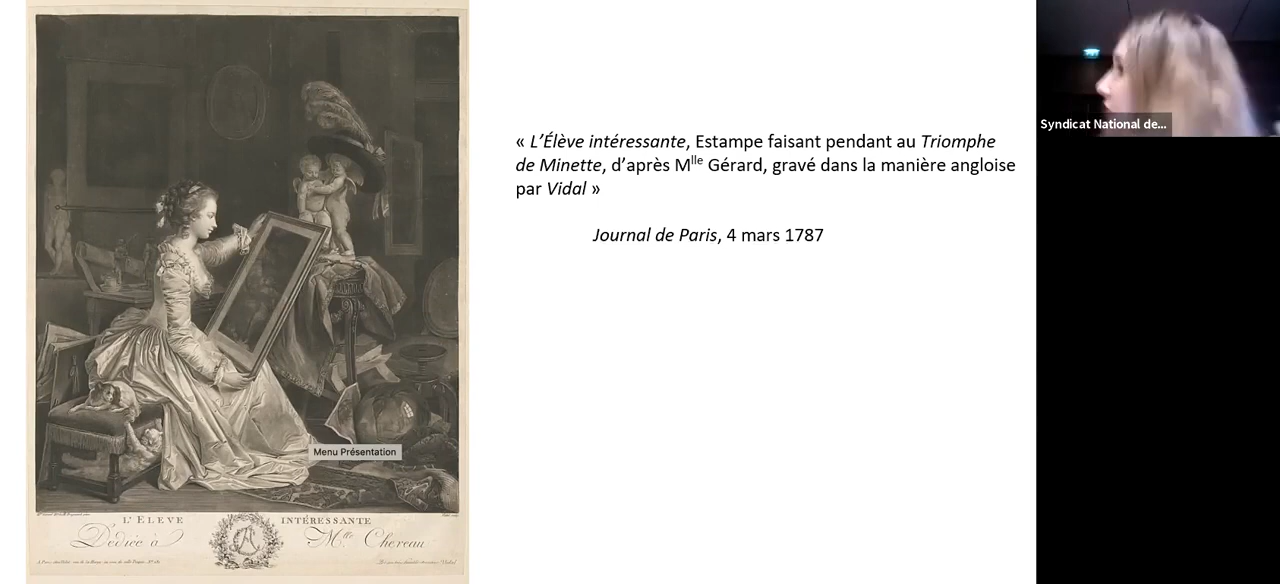 « L’Élève intéressante, Estampe faisant pendant au Triomphe
de Minette, d’après Mlle Gérard, gravé dans la manière angloise
par Vidal »
Journal de Paris, 4 mars 1787
Syndicat National de...
Menu Présentation
L'ELEVE INTÉRESSANTE
Dediée à Mlle Chereau